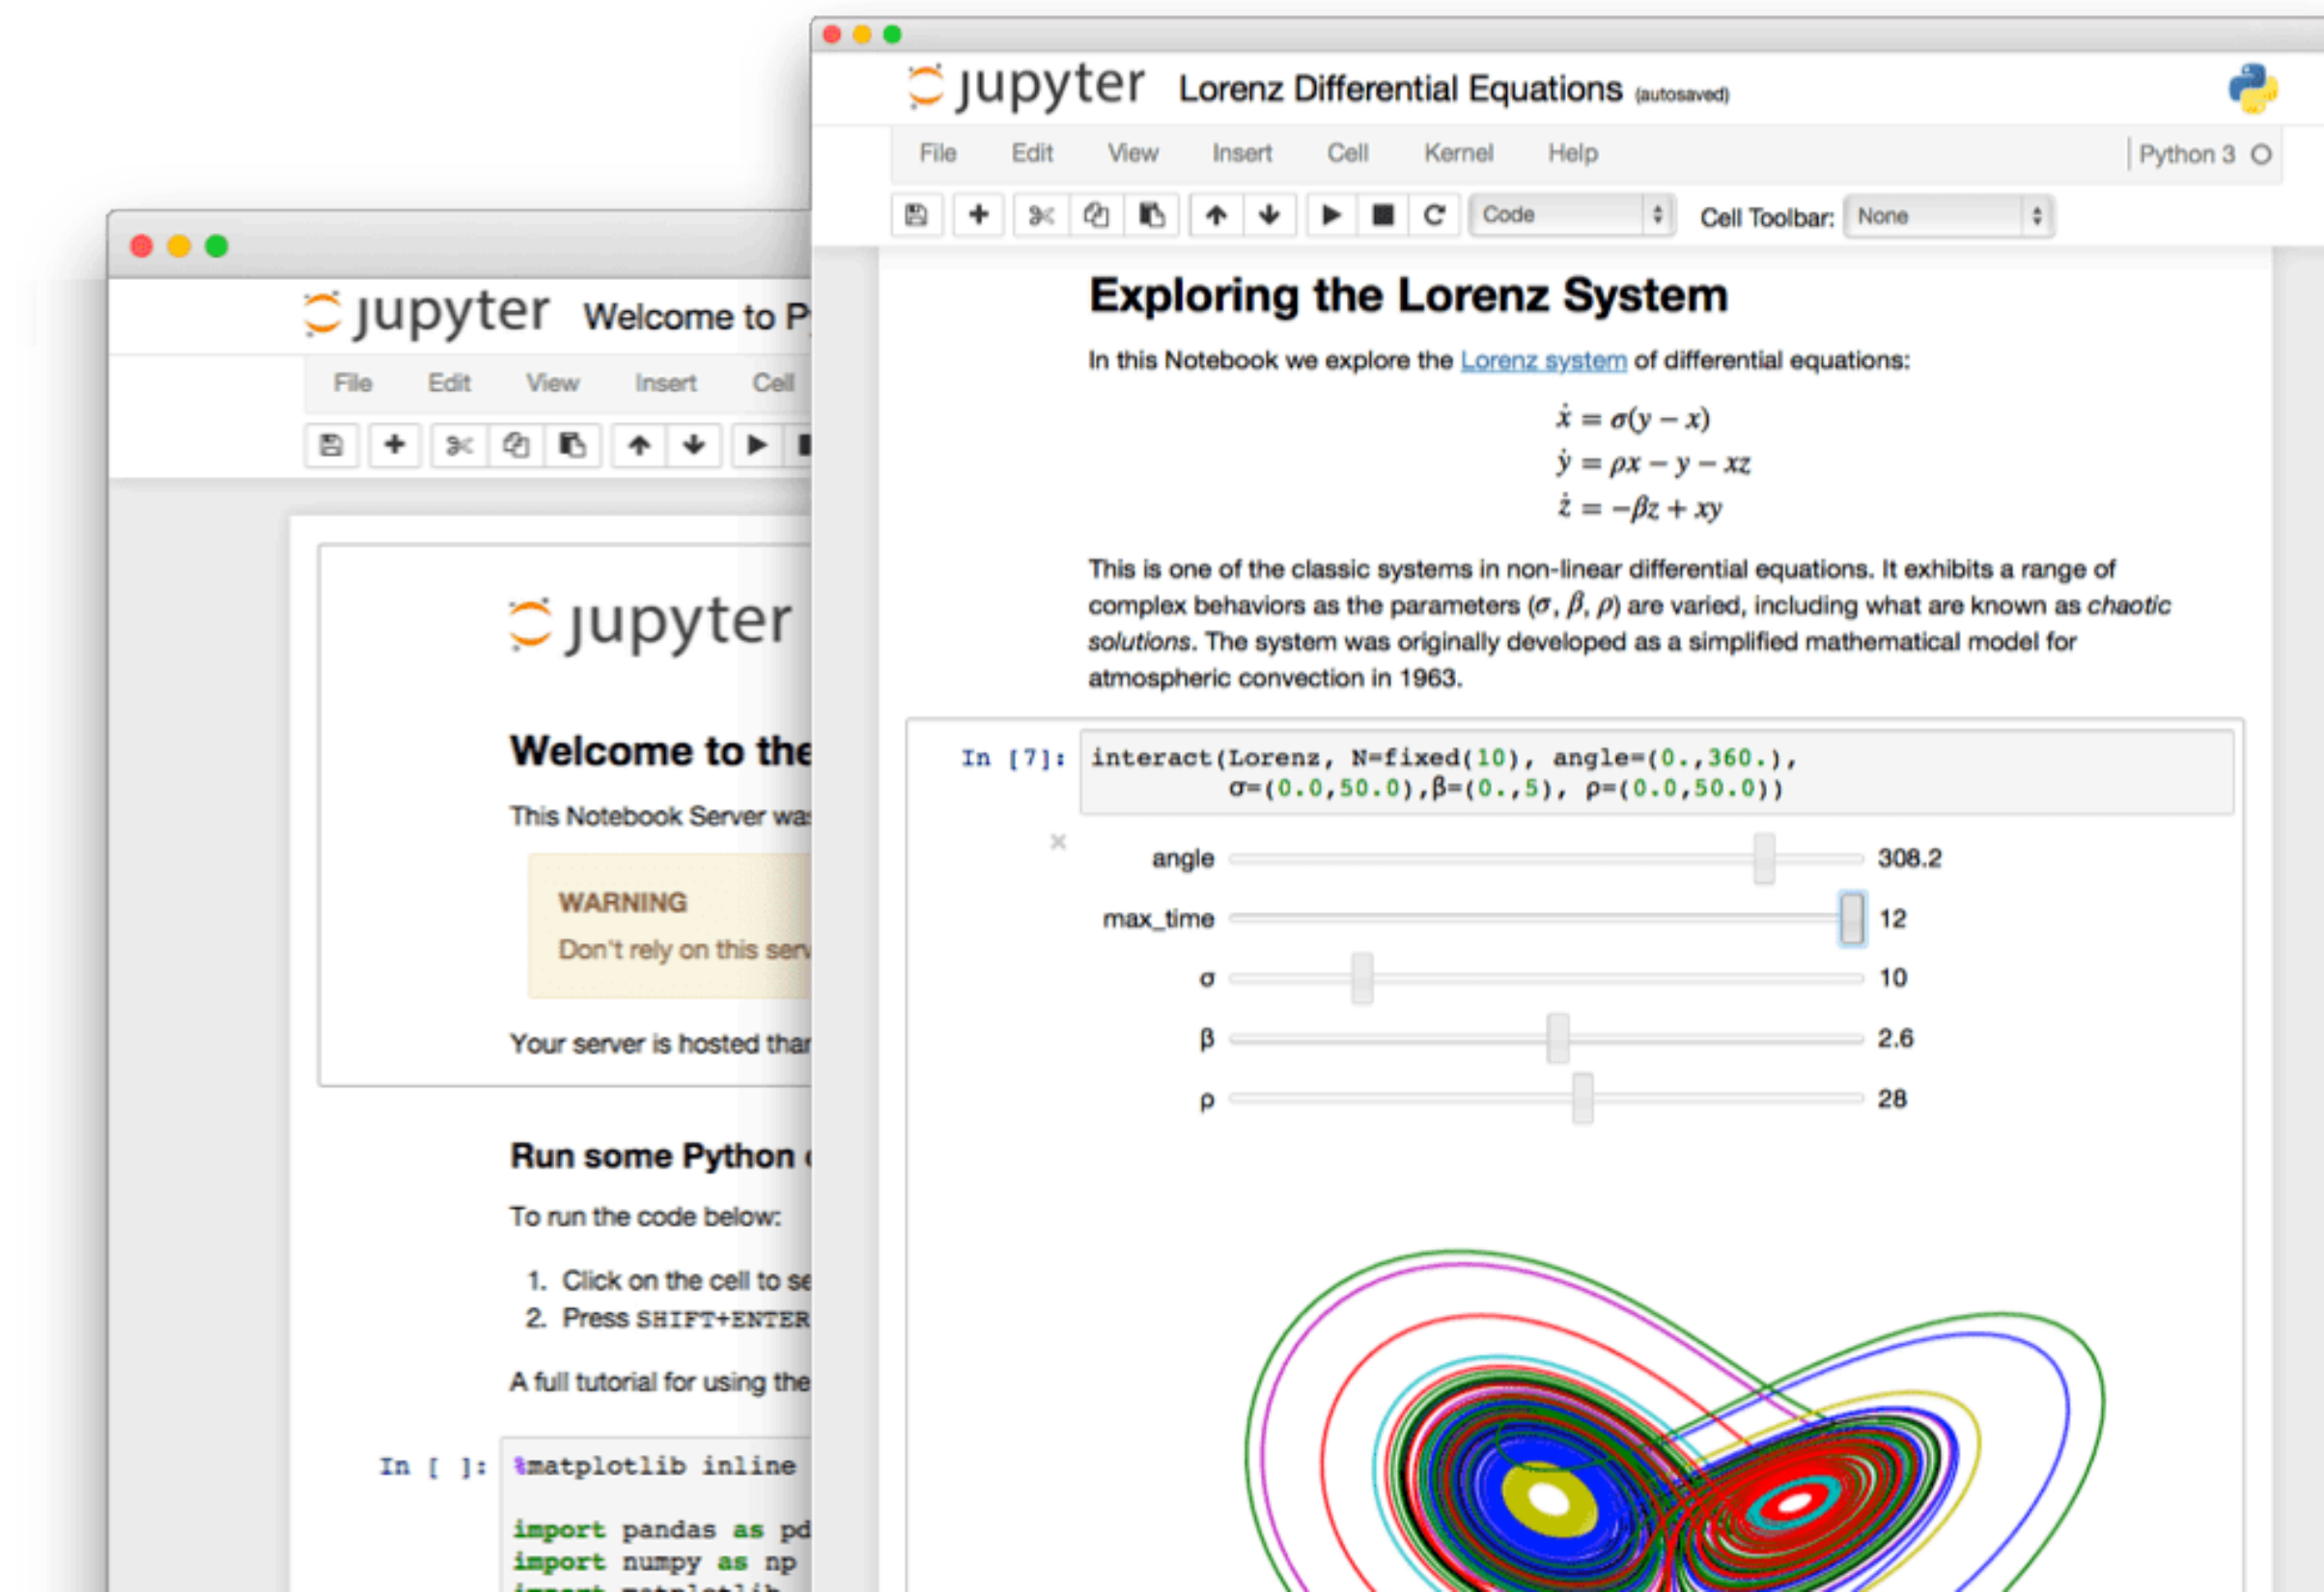 jupyter Welcome to P
File Edit View Insert Cell
jupyter
Welcome to the
This Notebook Server was
WARNING
Don't rely on this serv
Your server is hosted than
Run some Python
To run the code below:
1. Click on the cell to se
2. Press SHIFT+ENTER
A full tutorial for using the
In [ ]: %matplotlib inline
import pandas as pd
import numpy as np
import matplotlib
jupyter Lorenz Differential Equations (autosaved)
File Edit View Insert Cell Kernel Help Python 3
Code Cell Toolbar: None
Exploring the Lorenz System
In this Notebook we explore the Lorenz system of differential equations:
ẋ = σ(y − x)
ẏ = ρx − y − xz
ż = −βz + xy
This is one of the classic systems in non-linear differential equations. It exhibits a range of
complex behaviors as the parameters (σ, β, ρ) are varied, including what are known as chaotic
solutions. The system was originally developed as a simplified mathematical model for
atmospheric convection in 1963.
In [7]: interact(Lorenz, N=fixed(10), angle=(0.,360.),
σ=(0.0,50.0),β=(0.,5), ρ=(0.0,50.0))
angle 308.2
max_time 12
σ 10
β 2.6
ρ 28